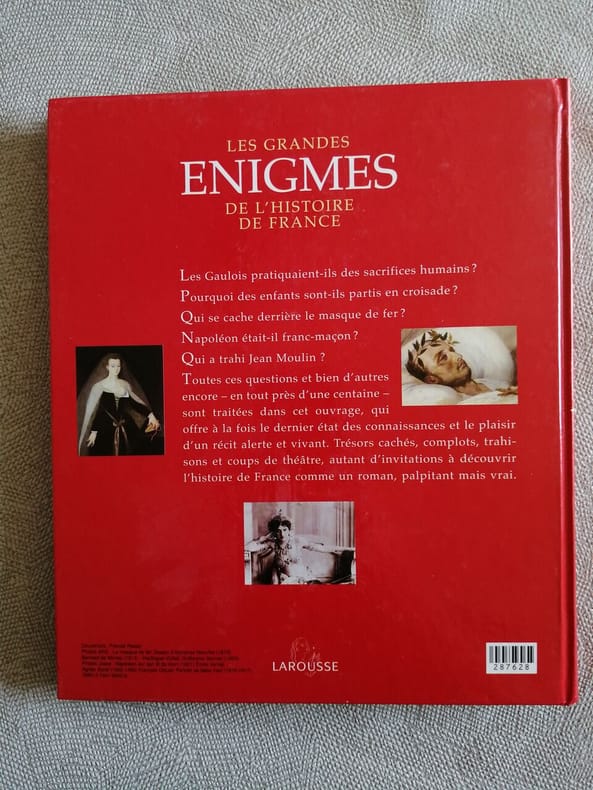 LES GRANDES
ENIGMES
DE L'HISTOIRE
DE FRANCE
Les Gaulois pratiquaient-ils des sacrifices humains ?
Pourquoi des enfants sont-ils partis en croisade ?
Qui se cache derrière le masque de fer ?
Napoléon était-il franc-maçon ?
Qui a trahi Jean Moulin ?
Toutes ces questions et bien d'autres
encore – en tout près d'une centaine –
sont traitées dans cet ouvrage, qui
offre à la fois le dernier état des connaissances et le plaisir
d'un récit alerte et vivant. Trésors cachés, complots, trahi-
sons et coups de théâtre, autant d'invitations à découvrir
l'histoire de France comme un roman, palpitant mais vrai.
LAROUSSE
287628